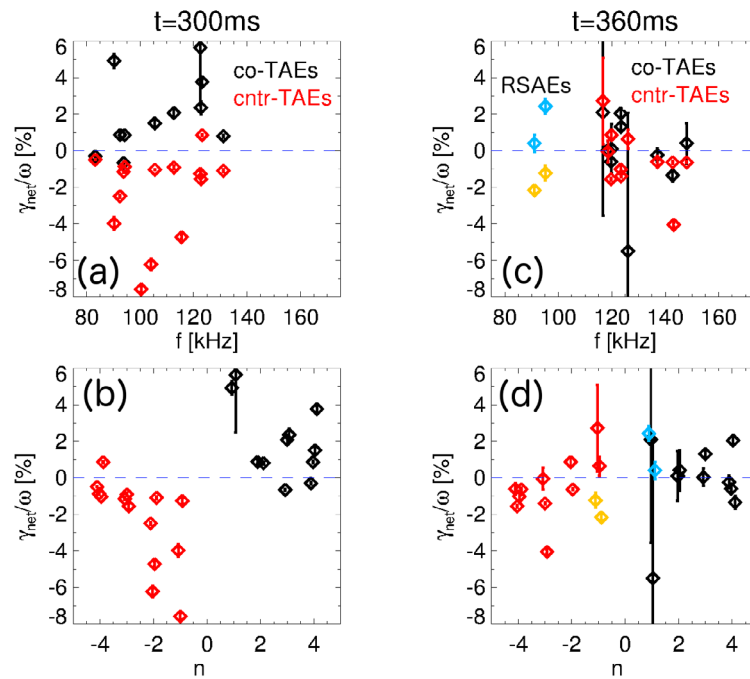 t=300ms
t=360ms
6
4
2
0
-2
-4
-6
-8
γnet/ω [%]
co-TAEs
cntr-TAEs
(a)
80 100 120 140 160
f [kHz]
6
4
2
0
-2
-4
-6
-8
γnet/ω [%]
RSAEs
co-TAEs
cntr-TAEs
(c)
80 100 120 140 160
f [kHz]
6
4
2
0
-2
-4
-6
-8
γnet/ω [%]
(b)
-4 -2 0 2 4
n
6
4
2
0
-2
-4
-6
-8
γnet/ω [%]
(d)
-4 -2 0 2 4
n